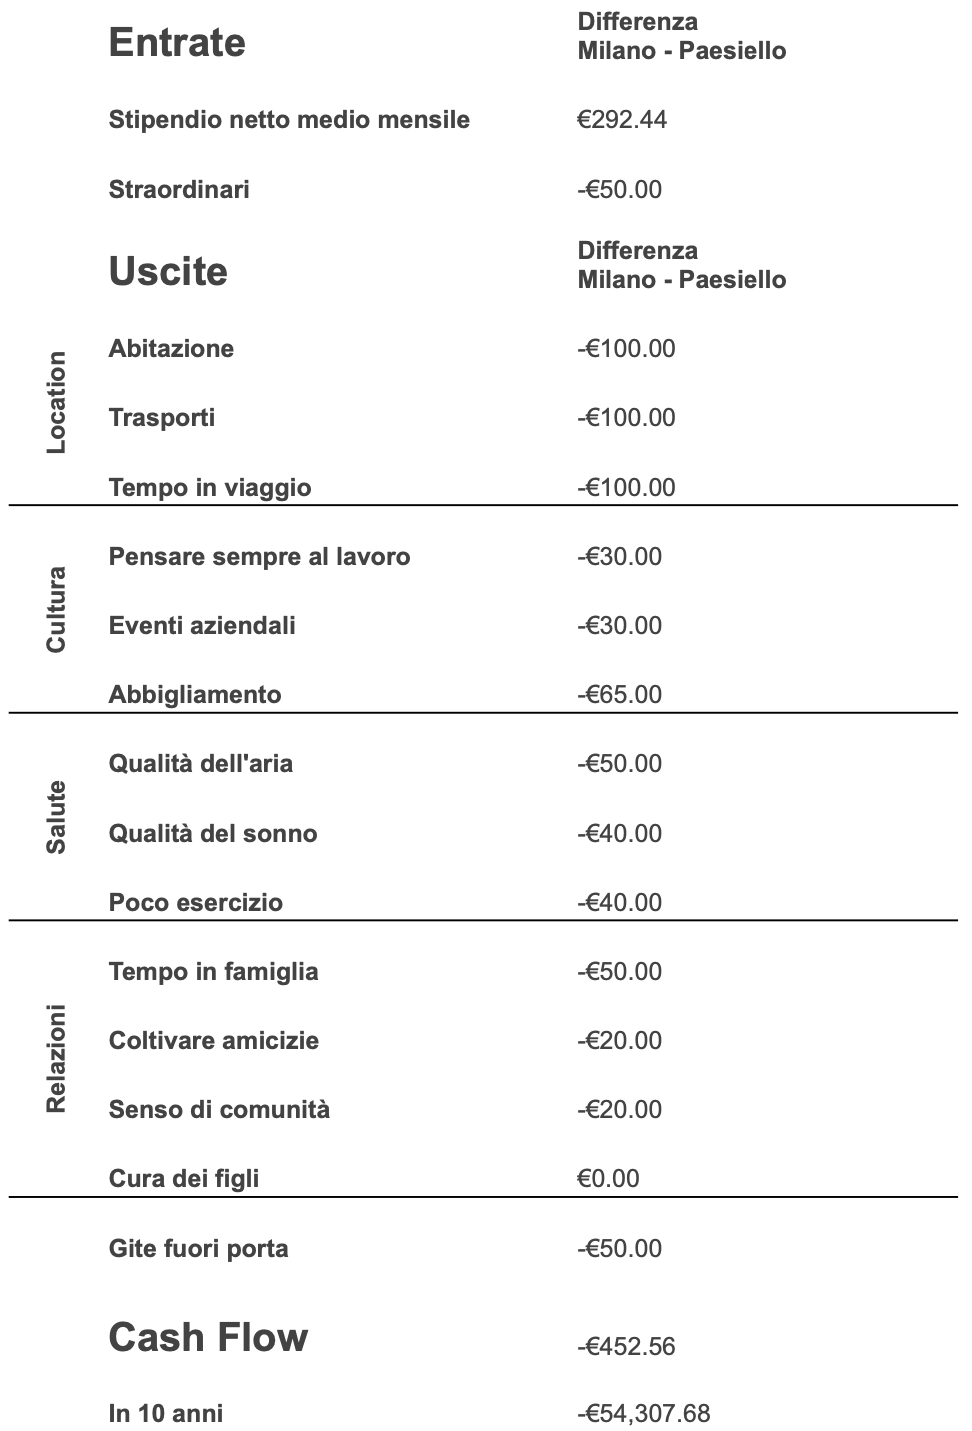 Entrate
Differenza
Milano - Paesiello
Stipendio netto medio mensile €292.44
Straordinari -€50.00
Uscite
Differenza
Milano - Paesiello
Location
Abitazione -€100.00
Trasporti -€100.00
Tempo in viaggio -€100.00
Cultura
Pensare sempre al lavoro -€30.00
Eventi aziendali -€30.00
Abbigliamento -€65.00
Salute
Qualità dell'aria -€50.00
Qualità del sonno -€40.00
Poco esercizio -€40.00
Relazioni
Tempo in famiglia -€50.00
Coltivare amicizie -€20.00
Senso di comunità -€20.00
Cura dei figli €0.00
Gite fuori porta -€50.00
Cash Flow -€452.56
In 10 anni -€54,307.68